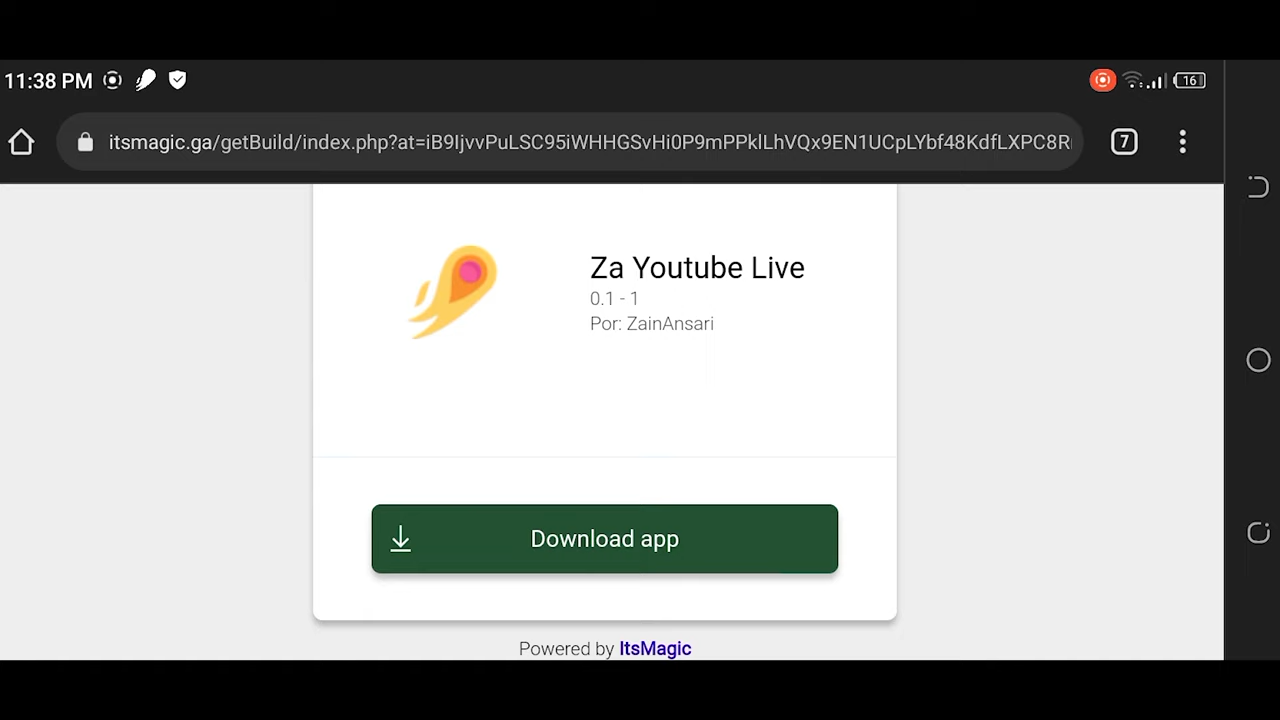 11:38 PM
16
itsmagic.ga/getBuild/index.php?at=iB9IjvvPuLSC95iWHHGSvHi0P9mPPklLhVQx9EN1UCpLYbf48KdfLXPC8R
7
Za Youtube Live
0.1 - 1
Por: ZainAnsari
Download app
Powered by ItsMagic